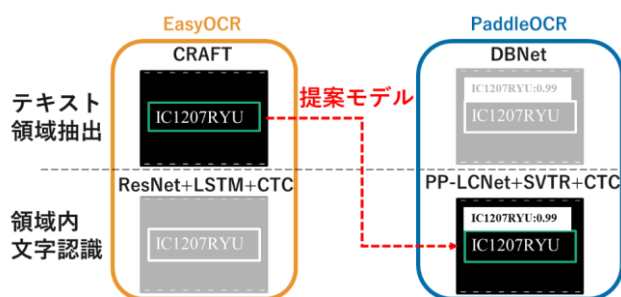 EasyOCR
PaddleOCR
CRAFT
DBNet
テキスト
領域抽出
IC1207RYU
提案モデル
IC1207RYU:0.99
IC1207RYU
ResNet+LSTM+CTC
PP-LCNet+SVTR+CTC
領域内
文字認識
IC1207RYU
IC1207RYU:0.99
IC1207RYU